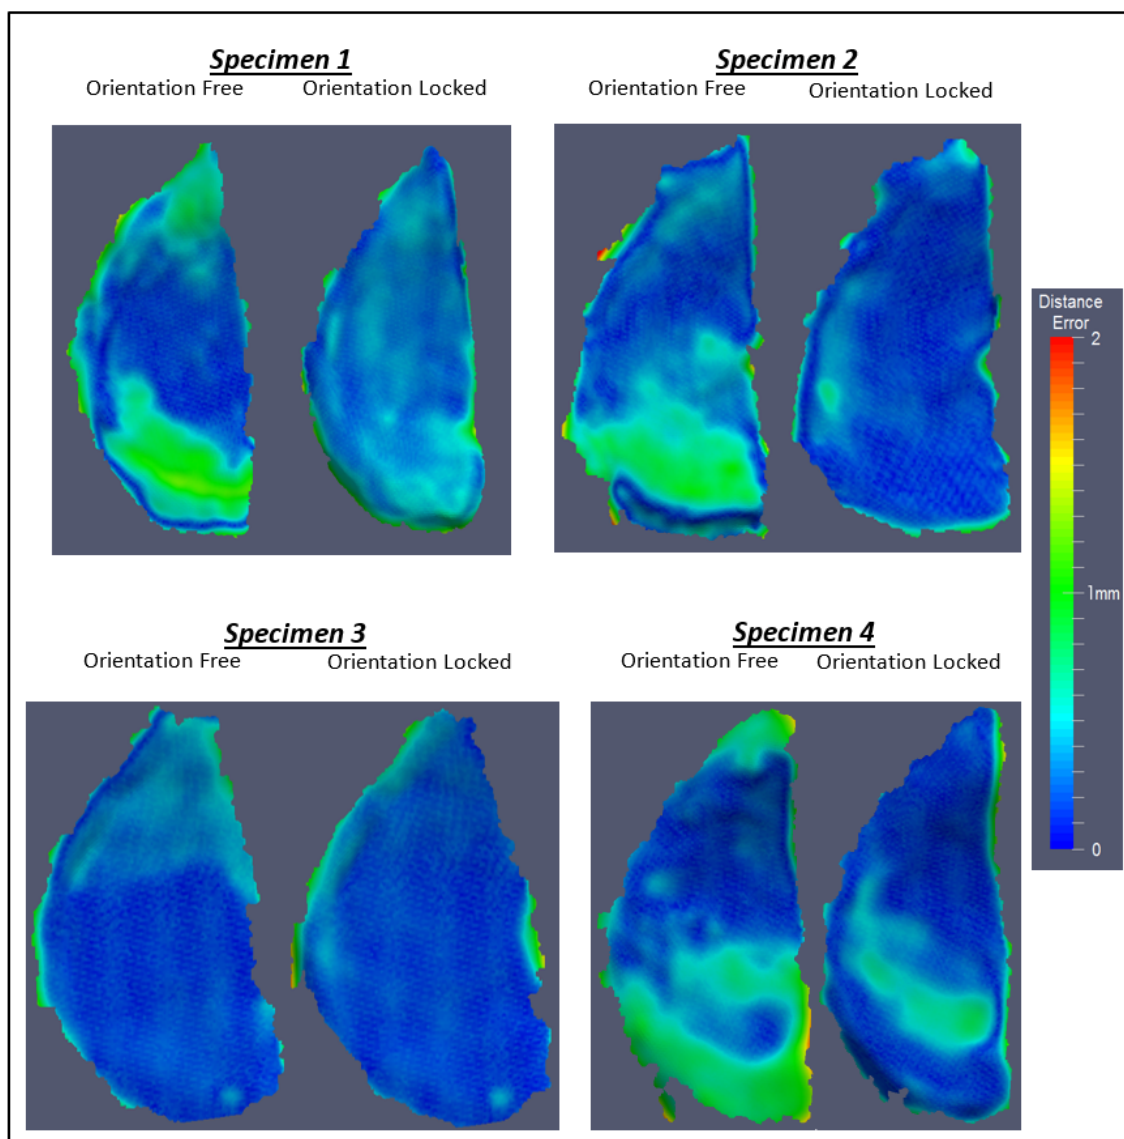 Specimen 1
Orientation Free
Orientation Locked
Specimen 2
Orientation Free
Orientation Locked
Distance
Error
2
1mm
0
Specimen 3
Orientation Free
Orientation Locked
Specimen 4
Orientation Free
Orientation Locked